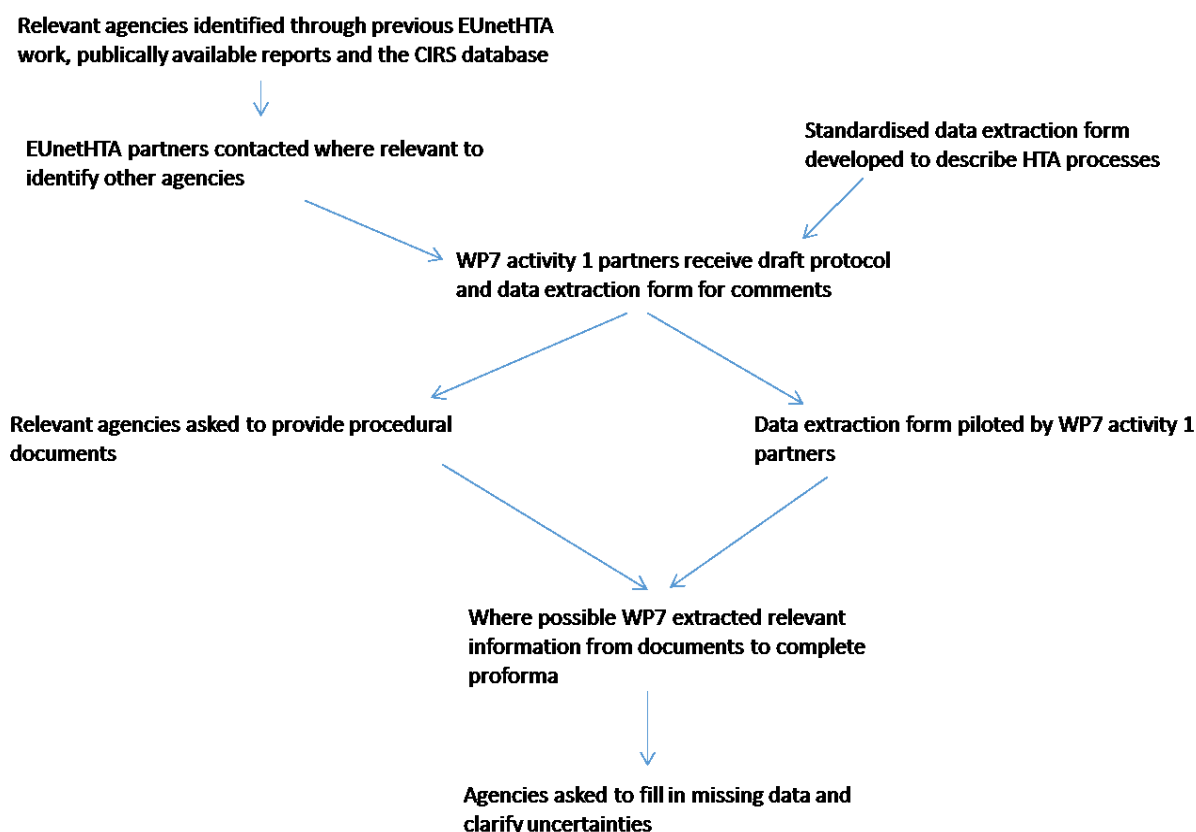 Relevant agencies identified through previous EUnetHTA
work, publically available reports and the CIRS database
EUnetHTA partners contacted where relevant to
identify other agencies
Standardised data extraction form
developed to describe HTA processes
WP7 activity 1 partners receive draft protocol
and data extraction form for comments
Relevant agencies asked to provide procedural
documents
Data extraction form piloted by WP7 activity 1
partners
Where possible WP7 extracted relevant
information from documents to complete
proforma
Agencies asked to fill in missing data and
clarify uncertainties